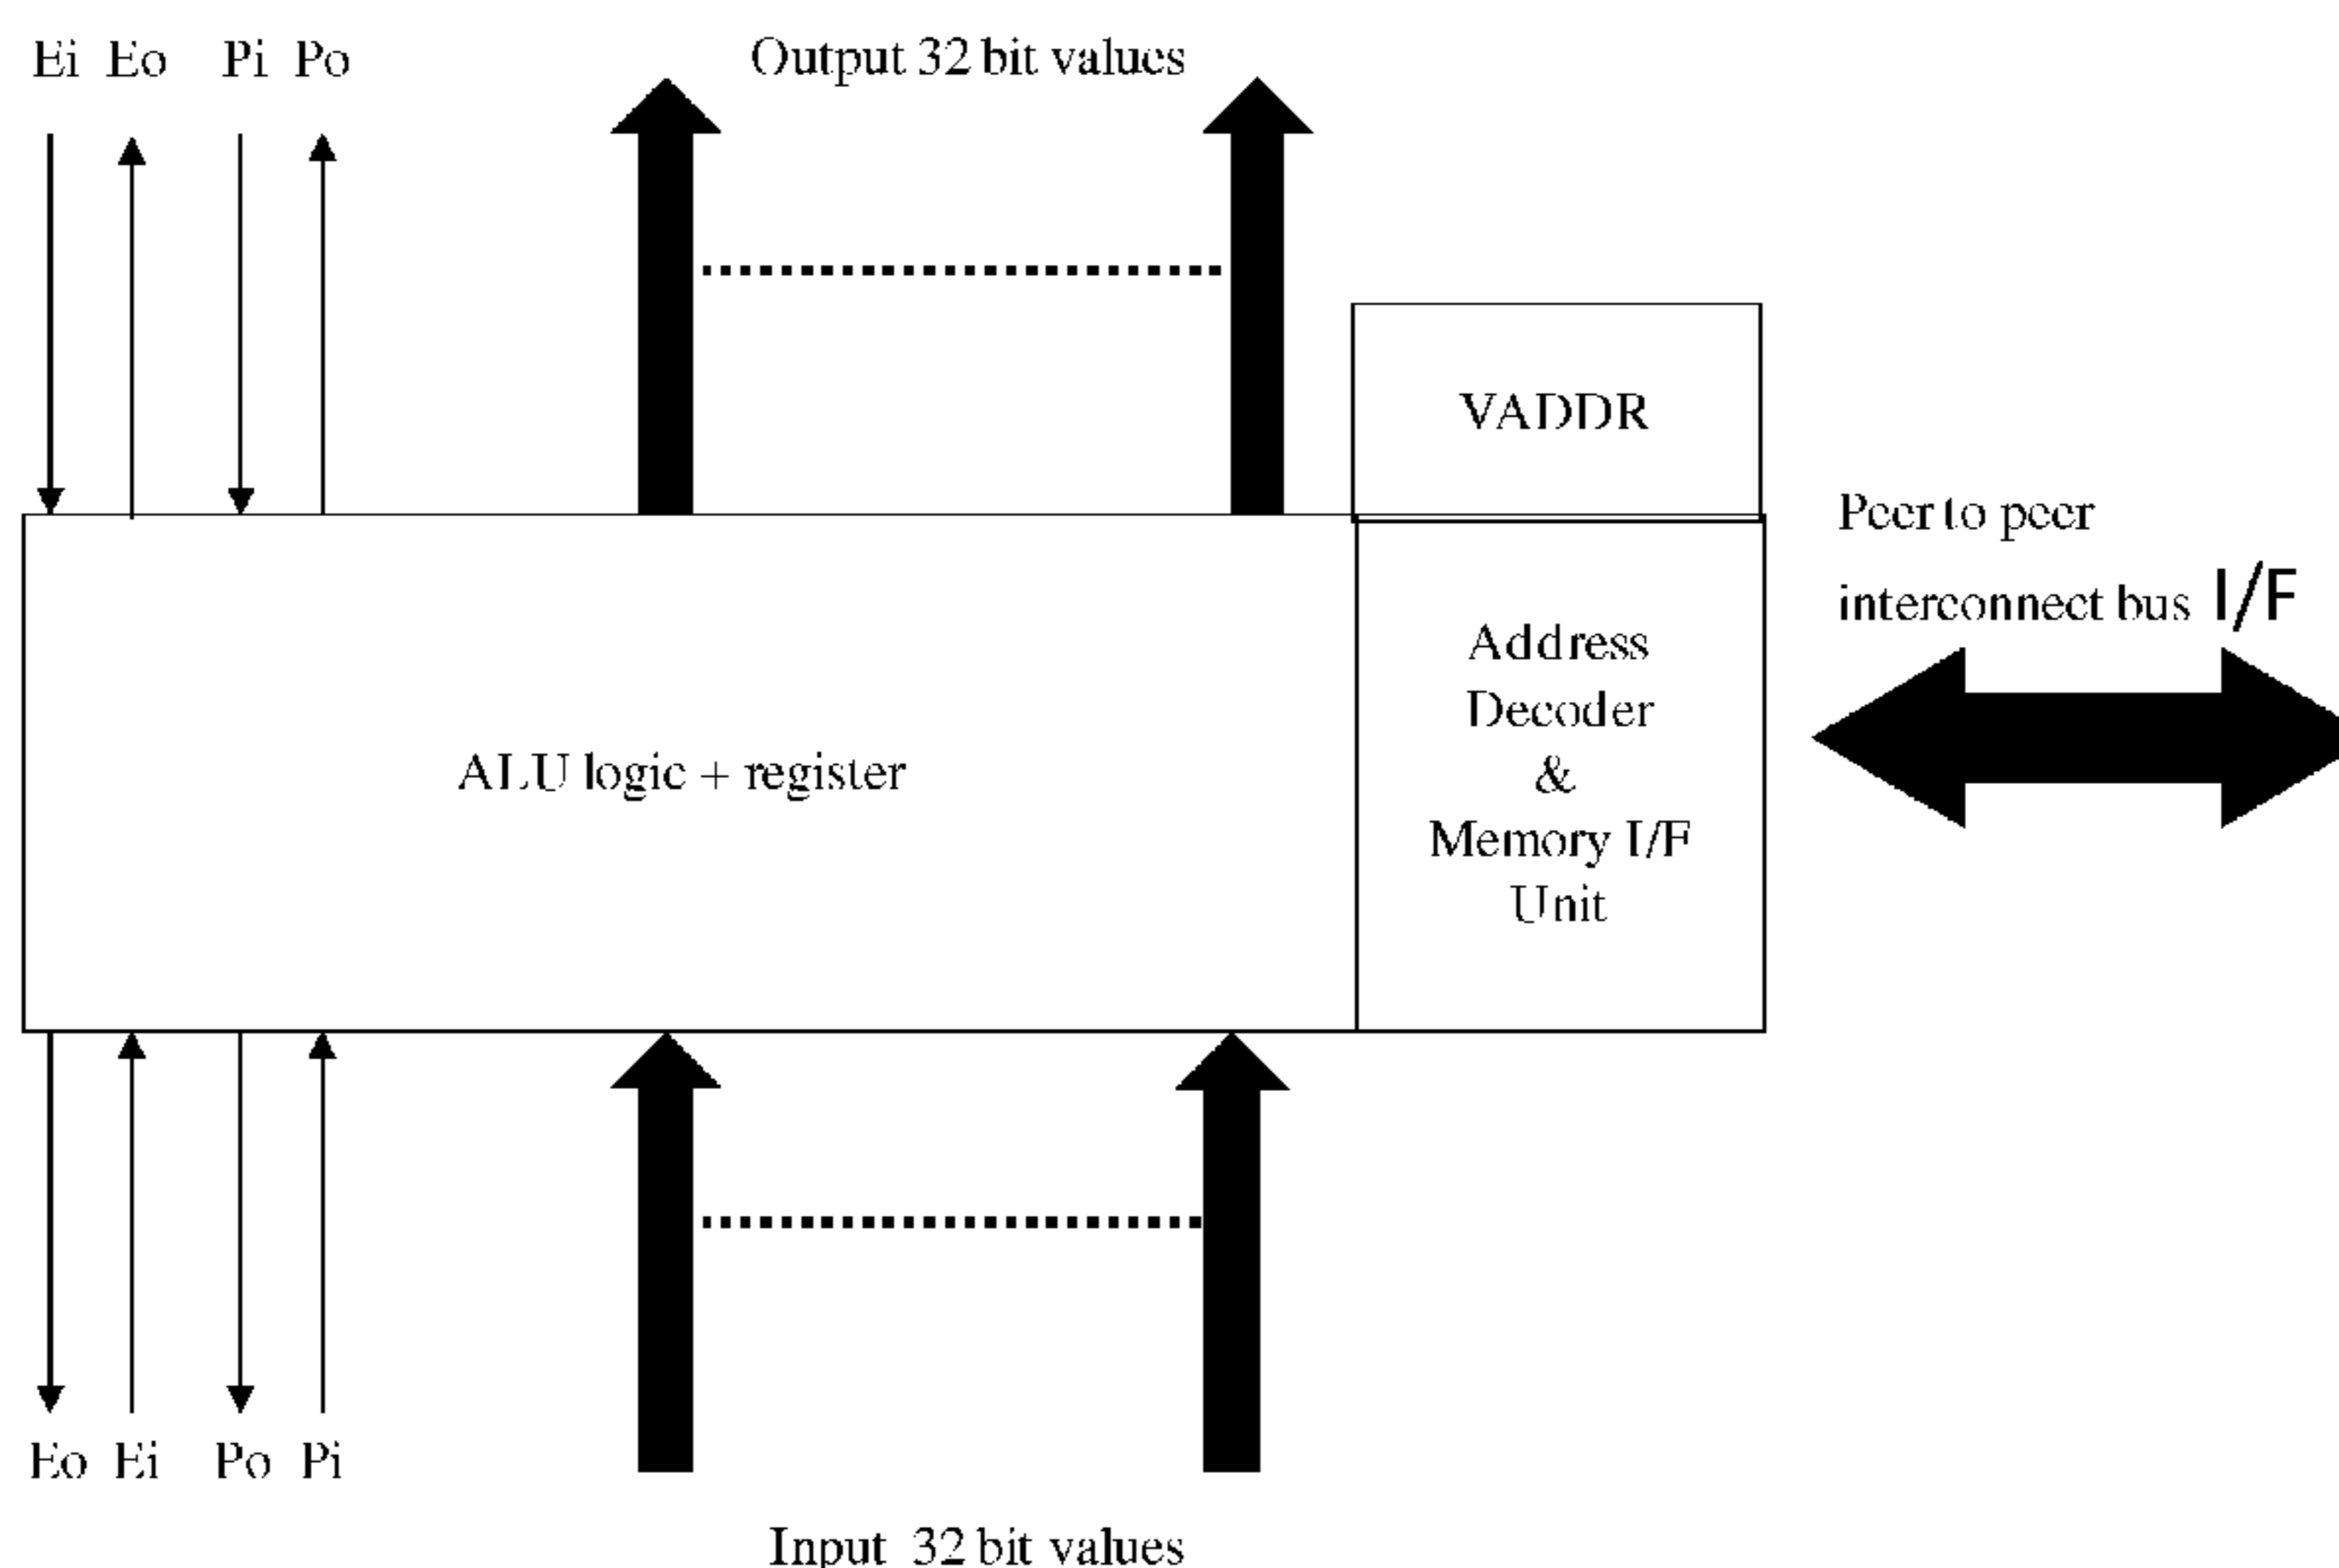 Ei Eo Pi Po
Output 32 bit values
VADDR
Peer to peer
interconnect bus I/F
Address
Decoder
&
Memory I/F
Unit
ALU logic + register
Eo Ei Po Pi
Input 32 bit values